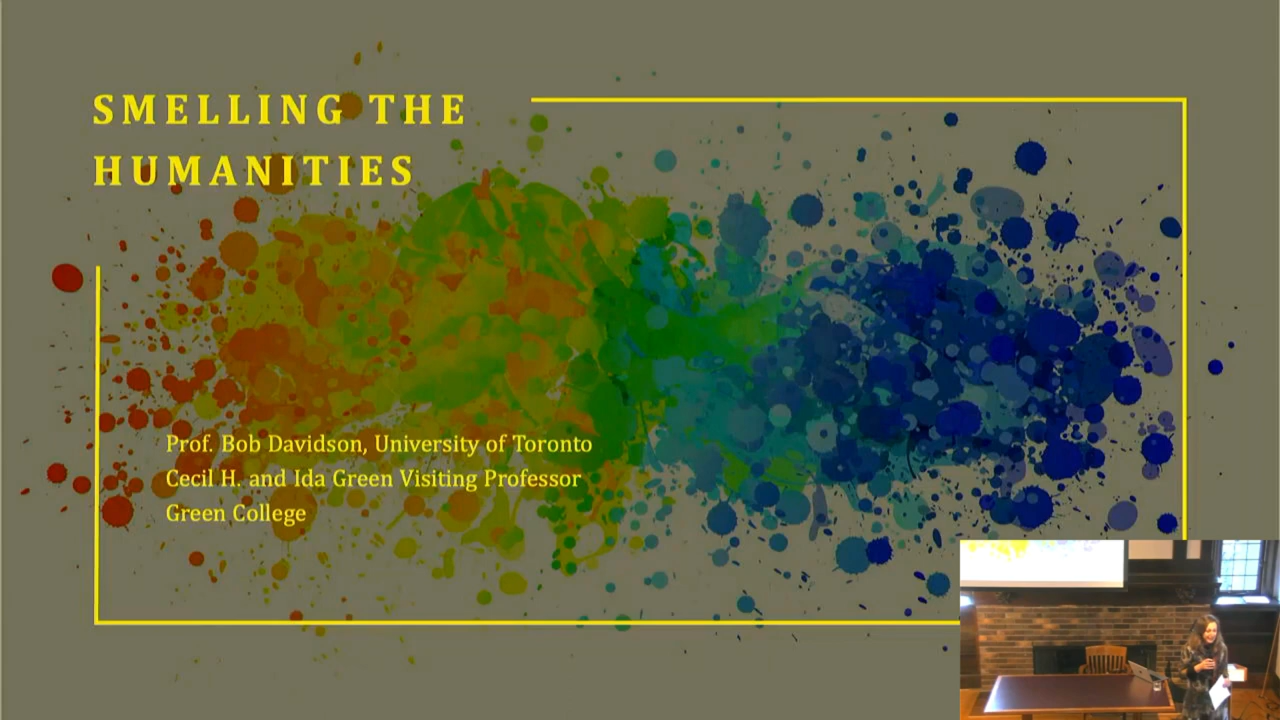 SMELLING THE
HUMANITIES
Prof. Bob Davidson, University of Toronto
Cecil H. and Ida Green Visiting Professor
Green College